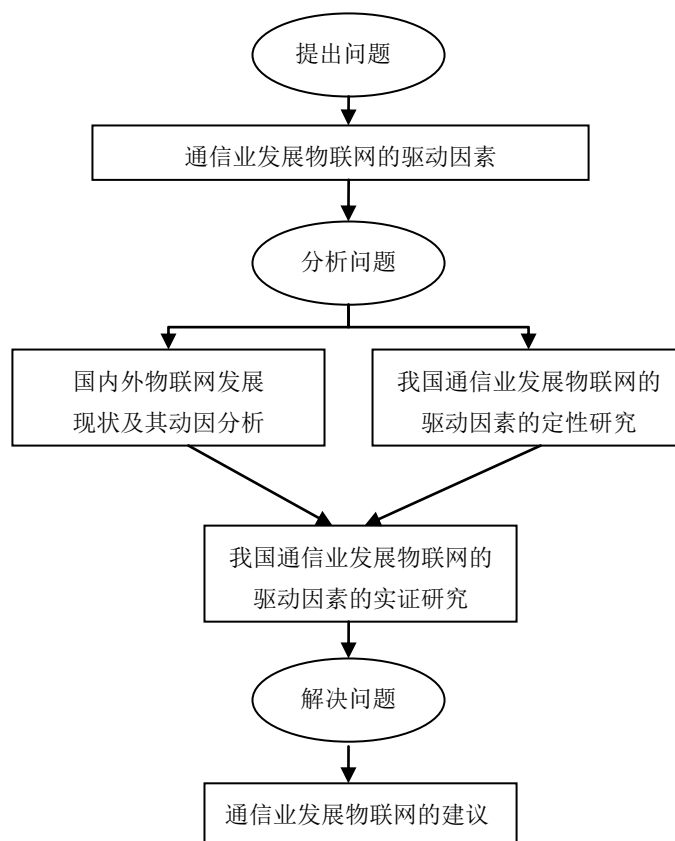 提出问题
通信业发展物联网的驱动因素
分析问题
国内外物联网发展
现状及其动因分析
我国通信业发展物联网的
驱动因素的定性研究
我国通信业发展物联网的
驱动因素的实证研究
解决问题
通信业发展物联网的建议